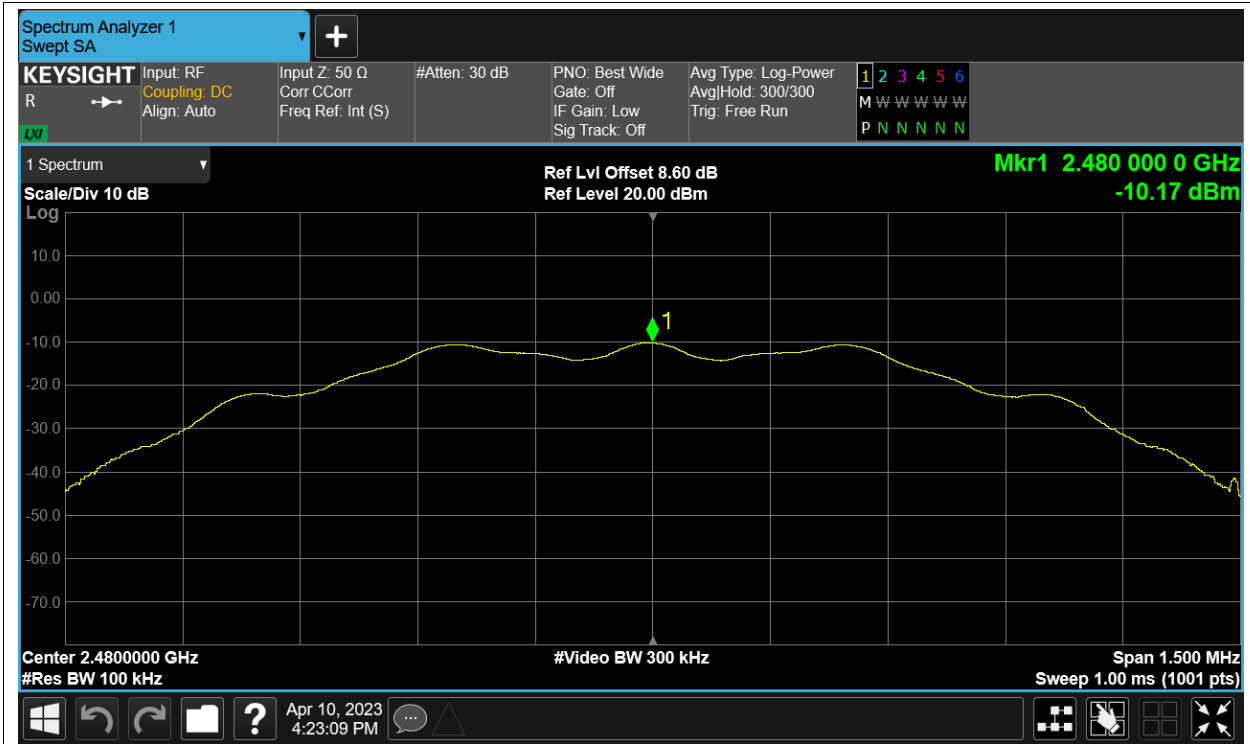 Spectrum Analyzer 1
Swept SA
KEYSIGHT
R
LXI
Input: RF
Coupling: DC
Align: Auto
Input Z: 50 Ω
Corr CCorr
Freq Ref: Int (S)
#Atten: 30 dB
PNO: Best Wide
Gate: Off
IF Gain: Low
Sig Track: Off
Avg Type: Log-Power
Avg|Hold: 300/300
Trig: Free Run
1 2 3 4 5 6
M W W W W W
P N N N N N
1 Spectrum
Scale/Div 10 dB
Log
Ref Lvl Offset 8.60 dB
Ref Level 20.00 dBm
Mkr1 2.480 000 0 GHz
-10.17 dBm
10.0
0.00
-10.0
-20.0
-30.0
-40.0
-50.0
-60.0
-70.0
1
Center 2.4800000 GHz
#Res BW 100 kHz
#Video BW 300 kHz
Span 1.500 MHz
Sweep 1.00 ms (1001 pts)
?
Apr 10, 2023
4:23:09 PM